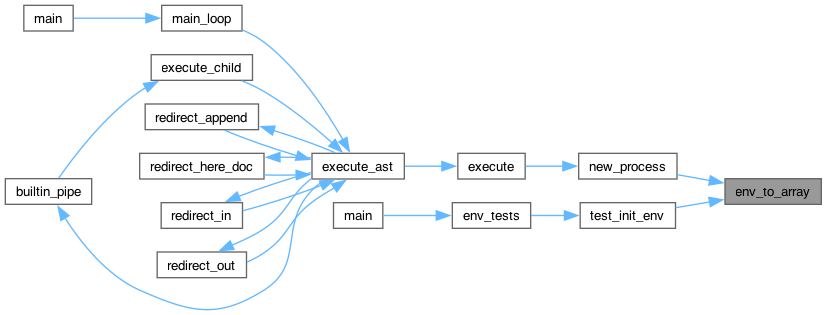 main
main_loop
execute_child
redirect_append
redirect_here_doc
execute_ast
execute
new_process
env_to_array
builtin_pipe
redirect_in
main
env_tests
test_init_env
redirect_out